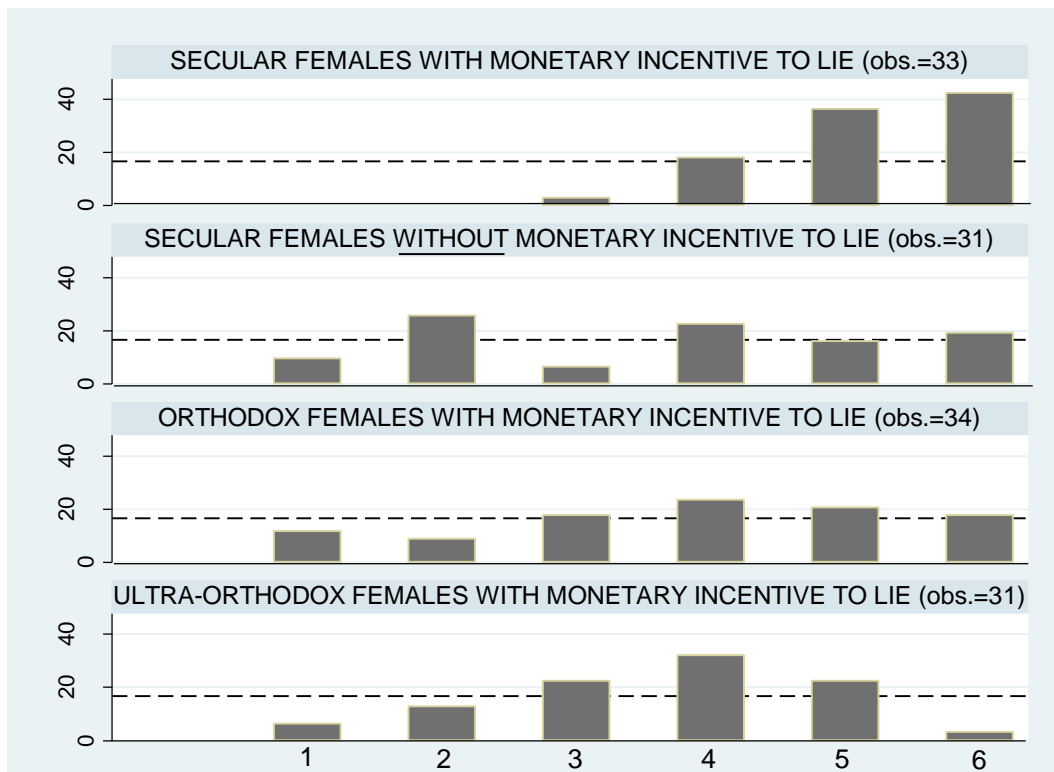 SECULAR FEMALES WITH MONETARY INCENTIVE TO LIE (obs.=33)
40
20
0
SECULAR FEMALES WITHOUT MONETARY INCENTIVE TO LIE (obs.=31)
40
20
0
ORTHODOX FEMALES WITH MONETARY INCENTIVE TO LIE (obs.=34)
40
20
0
ULTRA-ORTHODOX FEMALES WITH MONETARY INCENTIVE TO LIE (obs.=31)
40
20
0
1 2 3 4 5 6